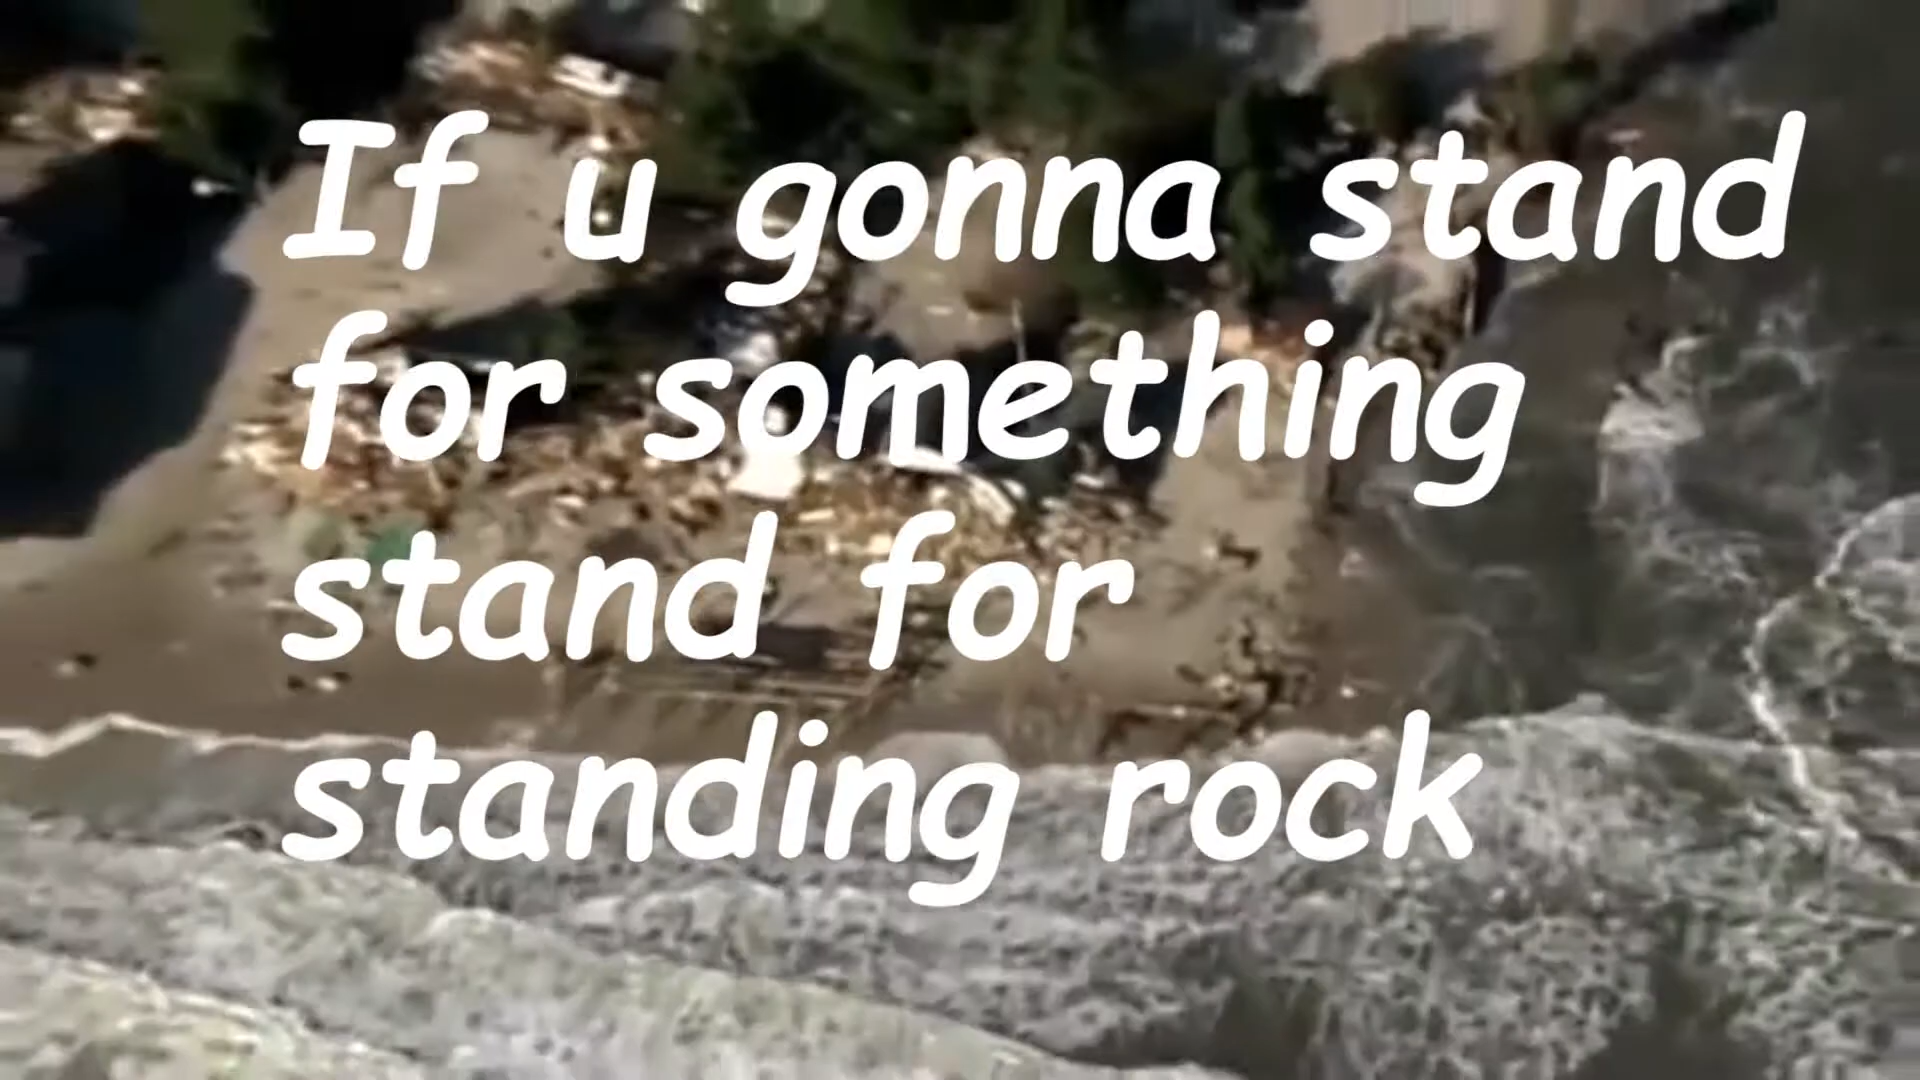 If u gonna stand
for something
stand for
standing rock